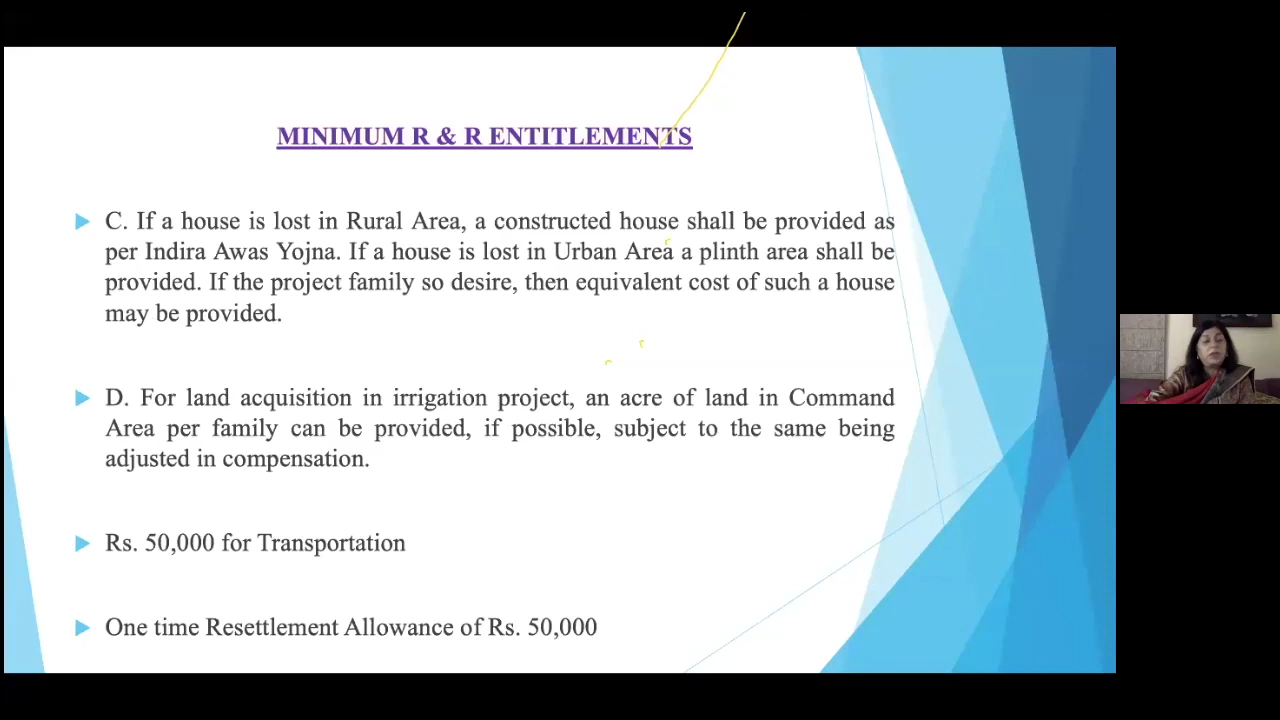 MINIMUM R & R ENTITLEMENTS
C. If a house is lost in Rural Area, a constructed house shall be provided as
per Indira Awas Yojna. If a house is lost in Urban Area a plinth area shall be
provided. If the project family so desire, then equivalent cost of such a house
may be provided.
D. For land acquisition in irrigation project, an acre of land in Command
Area per family can be provided, if possible, subject to the same being
adjusted in compensation.
Rs. 50,000 for Transportation
One time Resettlement Allowance of Rs. 50,000